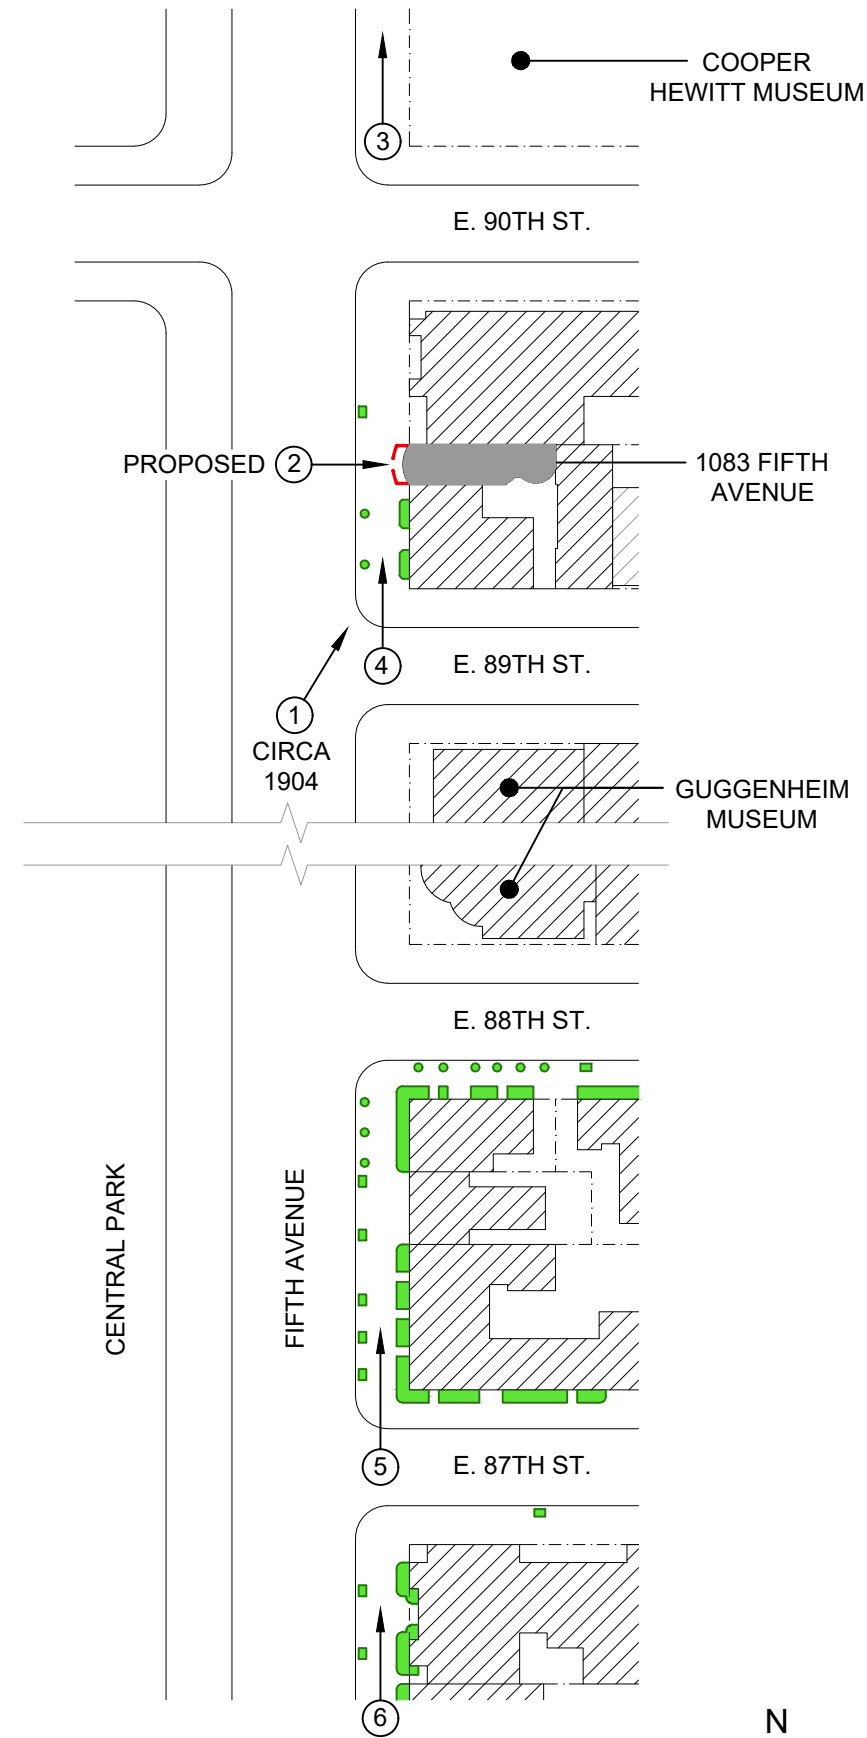 COOPER
HEWITT MUSEUM
3
E. 90TH ST.
PROPOSED 2
1083 FIFTH
AVENUE
4
E. 89TH ST.
1
CIRCA
1904
GUGGENHEIM
MUSEUM
E. 88TH ST.
CENTRAL PARK
FIFTH AVENUE
5
E. 87TH ST.
6
N